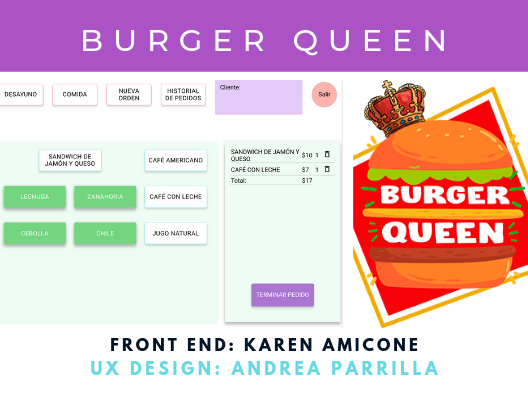 BURGER QUEEN
DESAYUNO
COMIDA
NUEVA
ORDEN
HISTORIAL
DE PEDIDOS
Cliente:
Salir
SANDWICH DE
JAMÓN Y QUESO
CAFÉ AMERICANO
LECHUGA
ZANAHORIA
CAFÉ CON LECHE
CEBOLLA
CHILE
JUGO NATURAL
SANDWICH DE JAMÓN Y
QUESO $10 1
CAFÉ CON LECHE $7 1
Total: $17
TERMINAR PEDIDO
BURGER
QUEEN
FRONT END: KAREN AMICONE
UX DESIGN: ANDREA PARRILLA